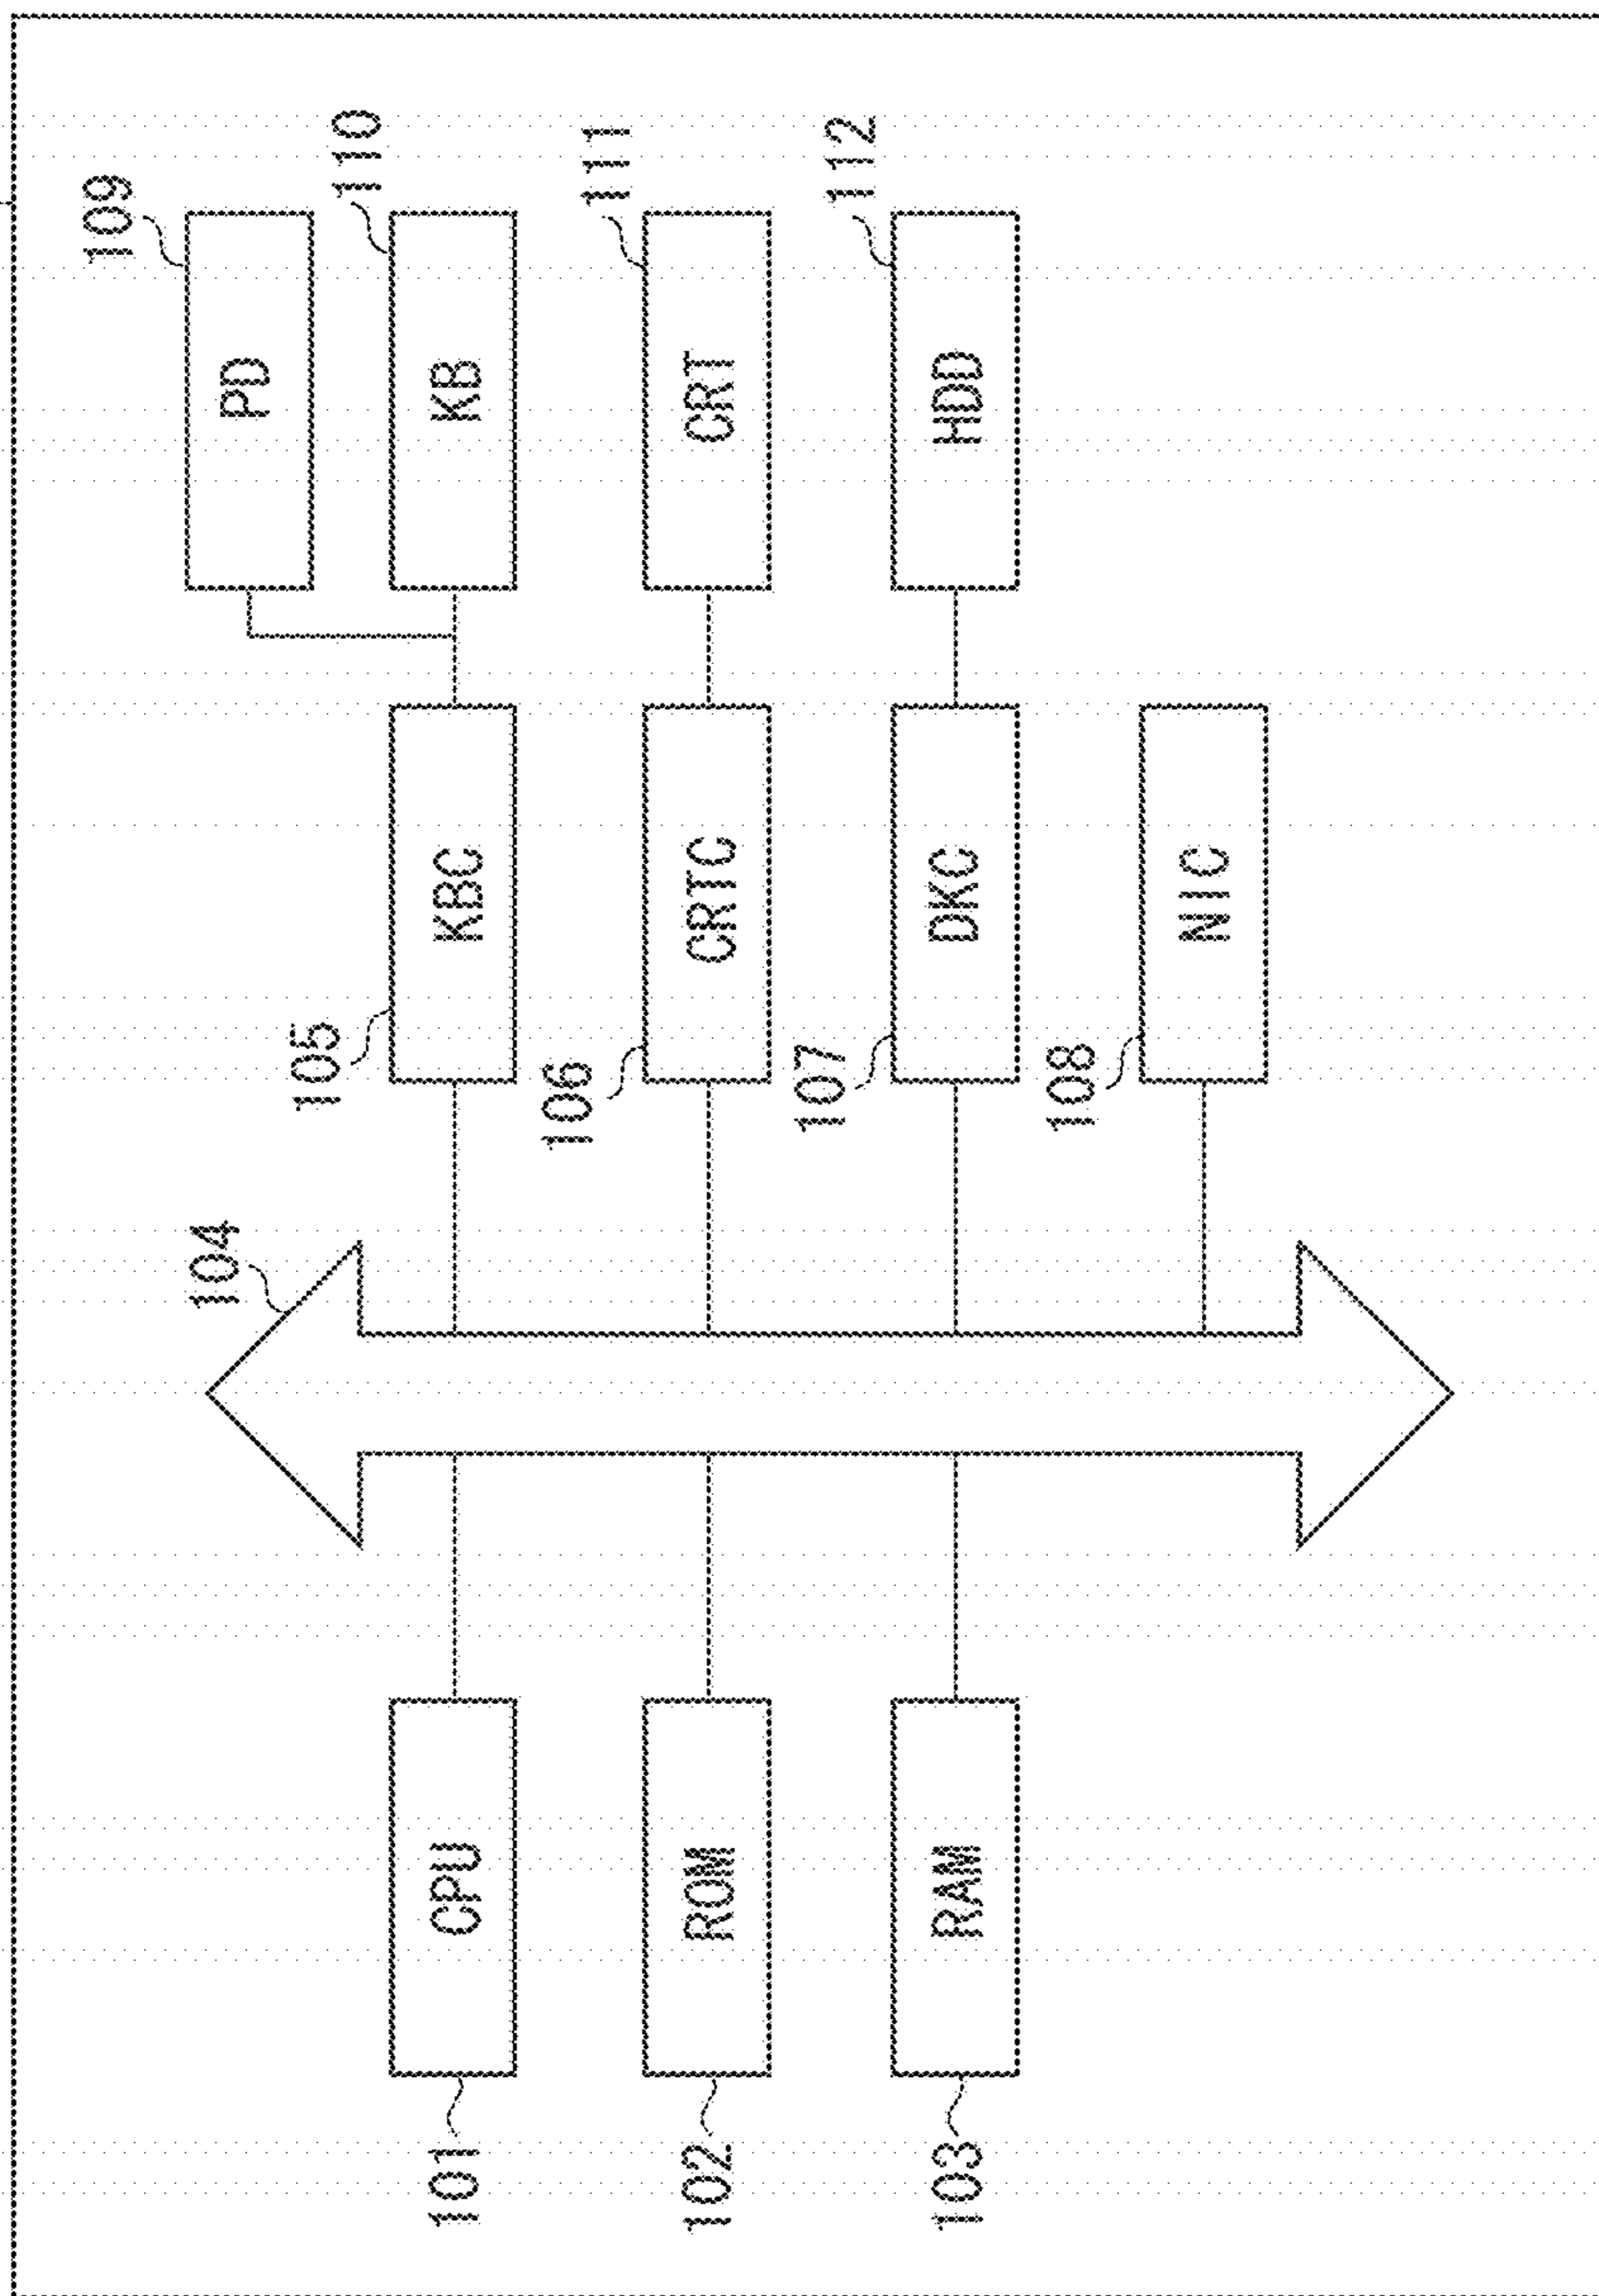 109
PD
110
KB
111
CRT
112
HDD
105
KBC
106
CRTC
107
DKC
108
NIC
104
101
CPU
102
ROM
103
RAM